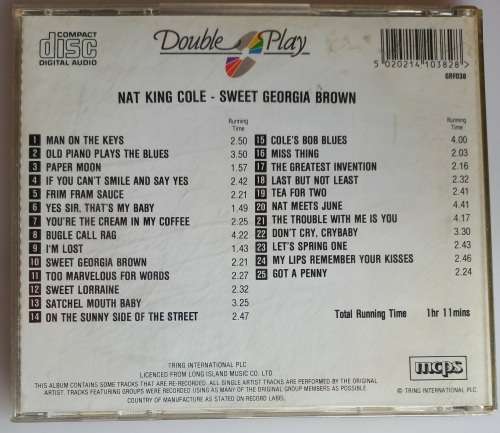 COMPACT
disc
DIGITAL AUDIO
Double Play
5 020214 103828 >
GRF038
NAT KING COLE - SWEET GEORGIA BROWN
Running
Time
1 MAN ON THE KEYS 2.50
2 OLD PIANO PLAYS THE BLUES 3.50
3 PAPER MOON 1.57
4 IF YOU CAN'T SMILE AND SAY YES 2.42
5 FRIM FRAM SAUCE 2.21
6 YES SIR, THAT'S MY BABY 1.49
7 YOU'RE THE CREAM IN MY COFFEE 2.25
8 BUGLE CALL RAG 4.22
9 I'M LOST 1.43
10 SWEET GEORGIA BROWN 2.21
11 TOO MARVELOUS FOR WORDS 2.27
12 SWEET LORRAINE 2.32
13 SATCHEL MOUTH BABY 3.25
14 ON THE SUNNY SIDE OF THE STREET 2.47
Running
Time
15 COLE'S BOB BLUES 4.00
16 MISS THING 2.03
17 THE GREATEST INVENTION 2.16
18 LAST BUT NOT LEAST 2.32
19 TEA FOR TWO 2.41
20 NAT MEETS JUNE 4.41
21 THE TROUBLE WITH ME IS YOU 4.17
22 DON'T CRY, CRYBABY 3.30
23 LET'S SPRING ONE 2.43
24 MY LIPS REMEMBER YOUR KISSES 2.46
25 GOT A PENNY 2.24
Total Running Time 1hr 11mins
TRING INTERNATIONAL PLC
LICENCED FROM LONG ISLAND MUSIC CO. LTD.
THIS ALBUM CONTAINS SOME TRACKS THAT ARE RE-RECORDED. ALL SINGLE ARTIST TRACKS ARE PERFORMED BY THE ORIGINAL
ARTIST. TRACKS FEATURING GROUPS WERE RECORDED USING AS MANY ORIGINAL GROUP MEMBERS AS POSSIBLE.
COUNTRY OF MANUFACTURE AS STATED ON RECORD LABEL.
mcps
© TRING INTERNATIONAL PLC.